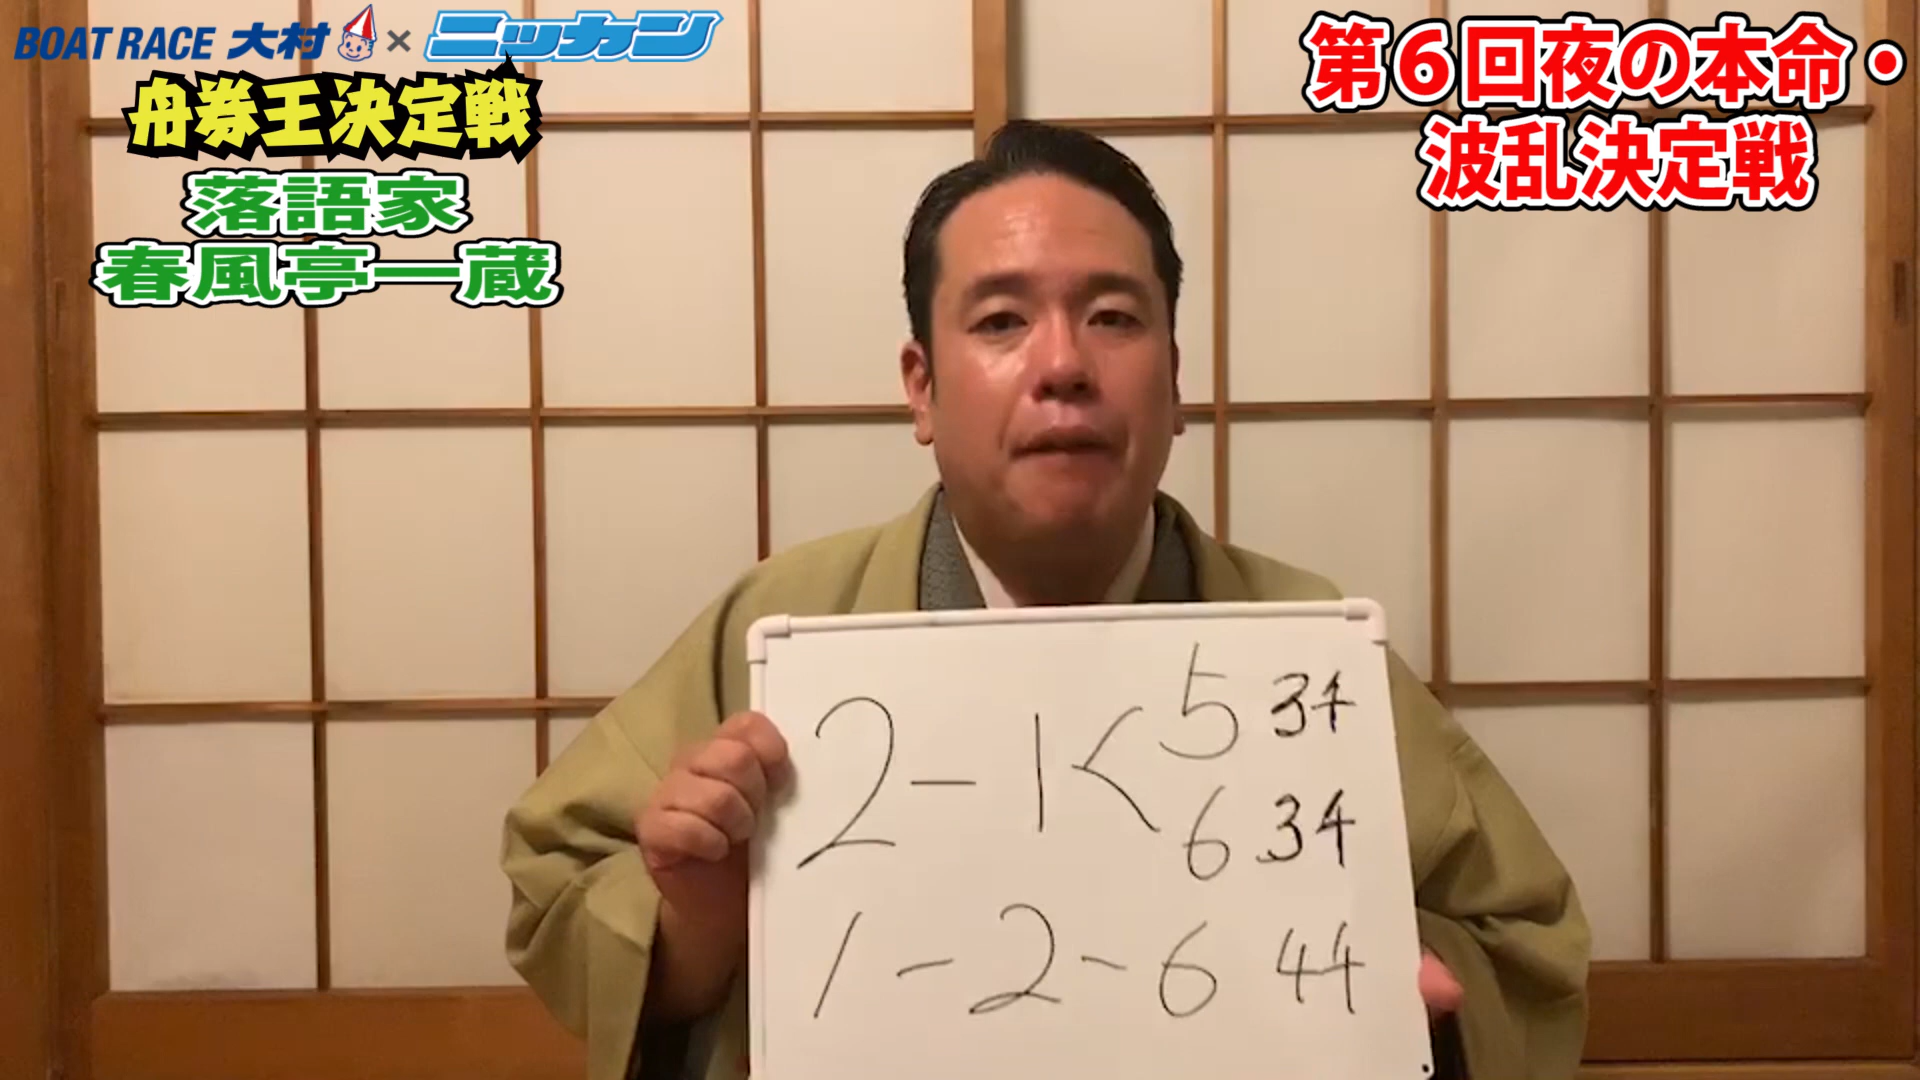 BOAT RACE 大村 × ニッカン
舟券王決定戦
落語家
春風亭一蔵
第6回夜の本命・
波乱決定戦
2-1< 5 34
6 34
1-2-6 44